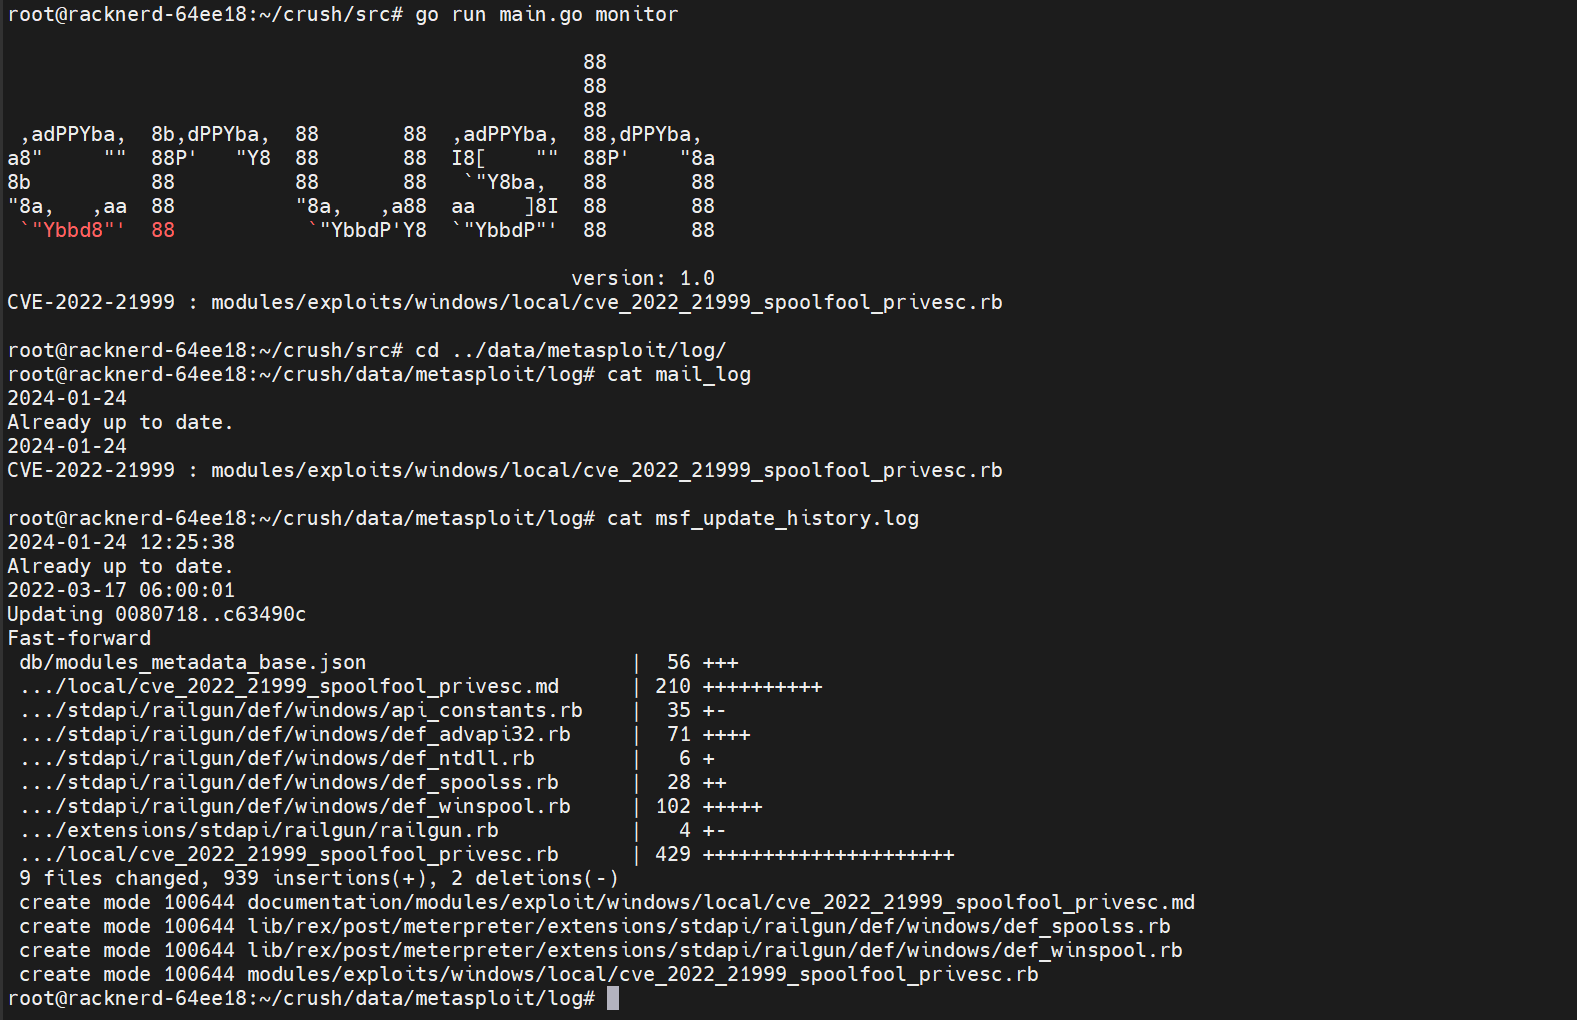 root@racknerd-64ee18:~/crush/src# go run main.go monitor
                                                88
                                                88
                                                88
 ,adPPYba,  8b,dPPYba,  88       88  ,adPPYba,  88,dPPYba,
a8"     ""  88P'   "Y8  88       88  I8[    ""  88P'    "8a
8b          88          88       88   `"Y8ba,   88       88
"8a,   ,aa  88          "8a,   ,a88  aa    ]8I  88       88
 `"Ybbd8"'  88           `"YbbdP'Y8  `"YbbdP"'  88       88
                                               version: 1.0
CVE-2022-21999 : modules/exploits/windows/local/cve_2022_21999_spoolfool_privesc.rb
root@racknerd-64ee18:~/crush/src# cd ../data/metasploit/log/
root@racknerd-64ee18:~/crush/data/metasploit/log# cat mail_log
2024-01-24
Already up to date.
2024-01-24
CVE-2022-21999 : modules/exploits/windows/local/cve_2022_21999_spoolfool_privesc.rb
root@racknerd-64ee18:~/crush/data/metasploit/log# cat msf_update_history.log
2024-01-24 12:25:38
Already up to date.
2022-03-17 06:00:01
Updating 0080718..c63490c
Fast-forward
 db/modules_metadata_base.json                      |  56 +++
 .../local/cve_2022_21999_spoolfool_privesc.md      | 210 ++++++++++
 .../stdapi/railgun/def/windows/api_constants.rb    |  35 +-
 .../stdapi/railgun/def/windows/def_advapi32.rb     |  71 ++++
 .../stdapi/railgun/def/windows/def_ntdll.rb        |   6 +
 .../stdapi/railgun/def/windows/def_spoolss.rb      |  28 ++
 .../stdapi/railgun/def/windows/def_winspool.rb     | 102 +++++
 .../extensions/stdapi/railgun/railgun.rb           |   4 +-
 .../local/cve_2022_21999_spoolfool_privesc.rb      | 429 +++++++++++++++++++++
 9 files changed, 939 insertions(+), 2 deletions(-)
 create mode 100644 documentation/modules/exploit/windows/local/cve_2022_21999_spoolfool_privesc.md
 create mode 100644 lib/rex/post/meterpreter/extensions/stdapi/railgun/def/windows/def_spoolss.rb
 create mode 100644 lib/rex/post/meterpreter/extensions/stdapi/railgun/def/windows/def_winspool.rb
 create mode 100644 modules/exploits/windows/local/cve_2022_21999_spoolfool_privesc.rb
root@racknerd-64ee18:~/crush/data/metasploit/log#